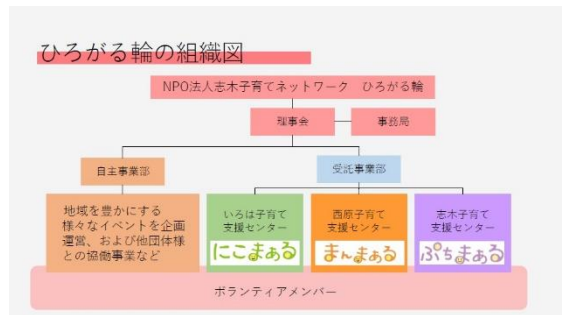 ひろがる輪の組織図
NPO法人志木子育てネットワーク　ひろがる輪
理事会
事務局
自主事業部
受託事業部
地域を豊かにする
様々なイベントを企画
運営、および他団体様
との協働事業など
いろは子育て
支援センター
にこまぁる
西原子育て
支援センター
まんまぁる
志木子育て
支援センター
ぷちまぁる
ボランティアメンバー